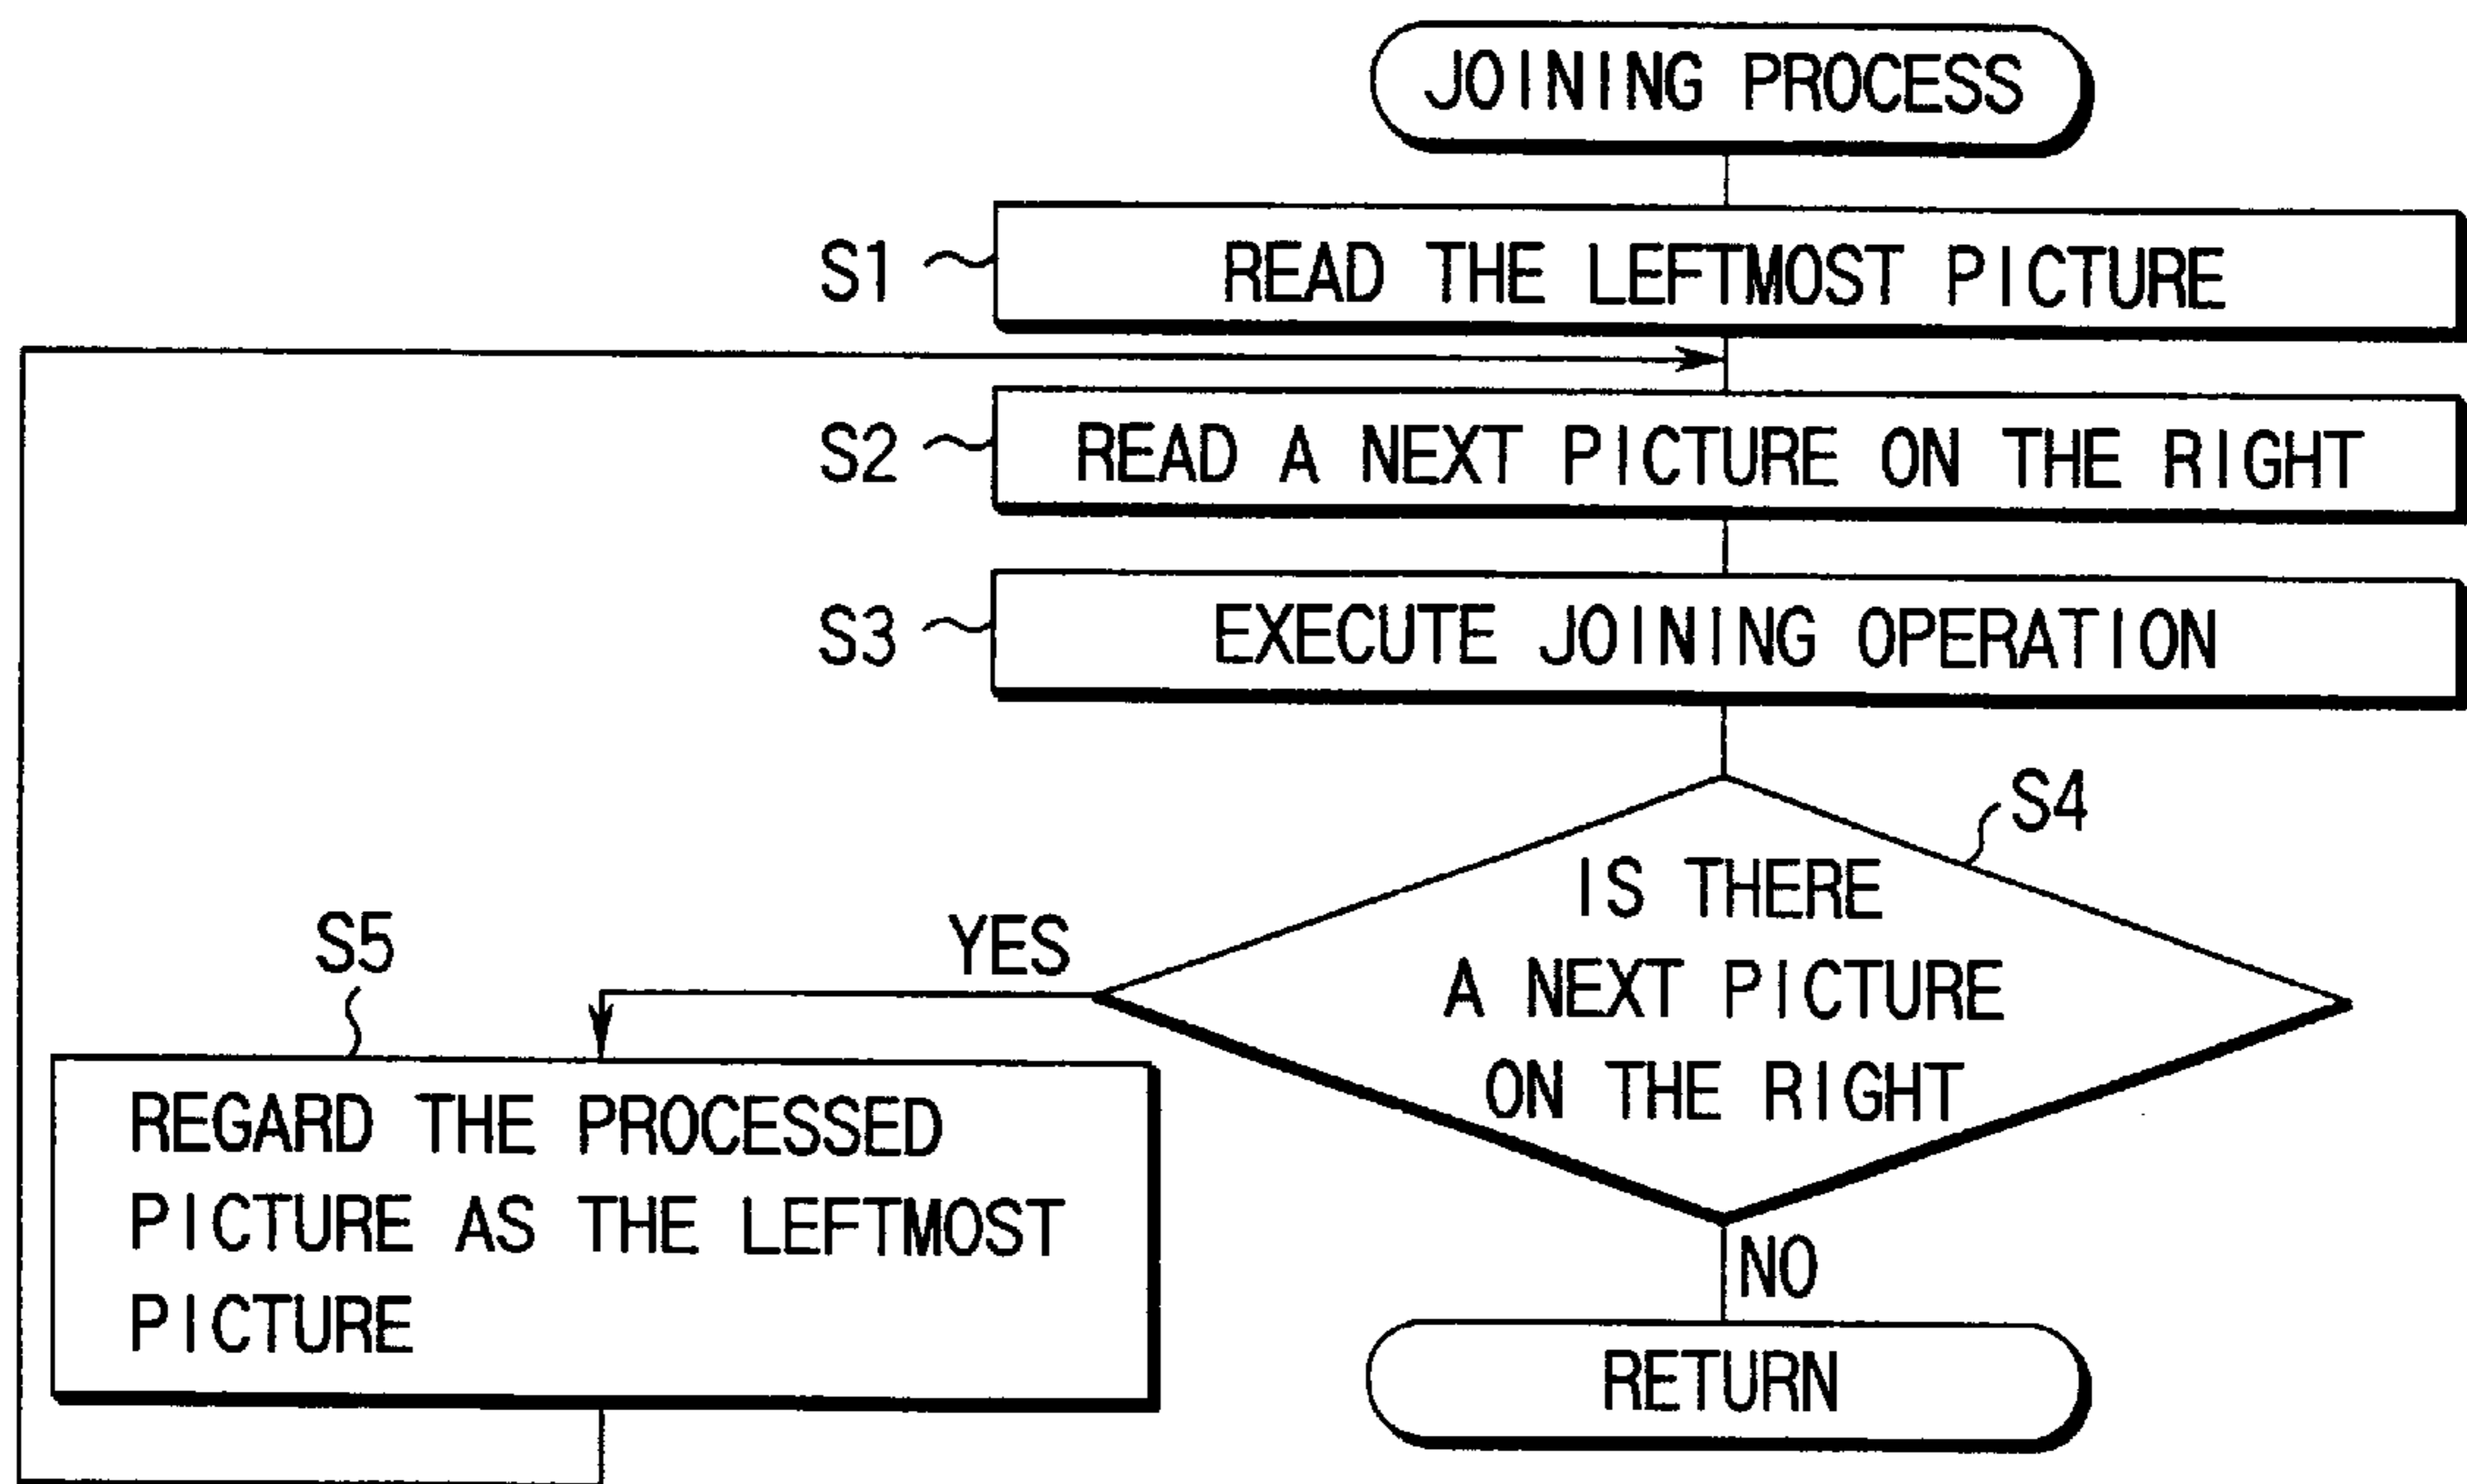 JOINING PROCESS
S1
READ THE LEFTMOST PICTURE
S2
READ A NEXT PICTURE ON THE RIGHT
S3
EXECUTE JOINING OPERATION
S4
IS THERE
A NEXT PICTURE
ON THE RIGHT
YES
S5
REGARD THE PROCESSED
PICTURE AS THE LEFTMOST
PICTURE
NO
RETURN